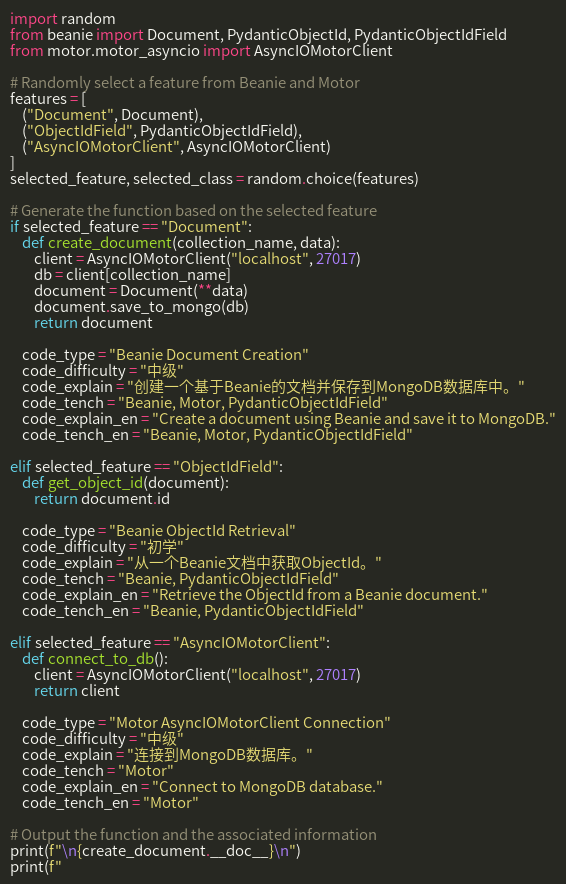 import random
from beanie import Document, PydanticObjectId, PydanticObjectIdField
from motor.motor_asyncio import AsyncIOMotorClient

# Randomly select a feature from Beanie and Motor
features = [
    ("Document", Document),
    ("ObjectIdField", PydanticObjectIdField),
    ("AsyncIOMotorClient", AsyncIOMotorClient)
]
selected_feature, selected_class = random.choice(features)

# Generate the function based on the selected feature
if selected_feature == "Document":
    def create_document(collection_name, data):
        client = AsyncIOMotorClient("localhost", 27017)
        db = client[collection_name]
        document = Document(**data)
        document.save_to_mongo(db)
        return document

    code_type = "Beanie Document Creation"
    code_difficulty = "中级"
    code_explain = "创建一个基于Beanie的文档并保存到MongoDB数据库中。"
    code_tench = "Beanie, Motor, PydanticObjectIdField"
    code_explain_en = "Create a document using Beanie and save it to MongoDB."
    code_tench_en = "Beanie, Motor, PydanticObjectIdField"

elif selected_feature == "ObjectIdField":
    def get_object_id(document):
        return document.id

    code_type = "Beanie ObjectId Retrieval"
    code_difficulty = "初学"
    code_explain = "从一个Beanie文档中获取ObjectId。"
    code_tench = "Beanie, PydanticObjectIdField"
    code_explain_en = "Retrieve the ObjectId from a Beanie document."
    code_tench_en = "Beanie, PydanticObjectIdField"

elif selected_feature == "AsyncIOMotorClient":
    def connect_to_db():
        client = AsyncIOMotorClient("localhost", 27017)
        return client

    code_type = "Motor AsyncIOMotorClient Connection"
    code_difficulty = "中级"
    code_explain = "连接到MongoDB数据库。"
    code_tench = "Motor"
    code_explain_en = "Connect to MongoDB database."
    code_tench_en = "Motor"

# Output the function and the associated information
print(f"\n{create_document.__doc__}\n")
print(f"